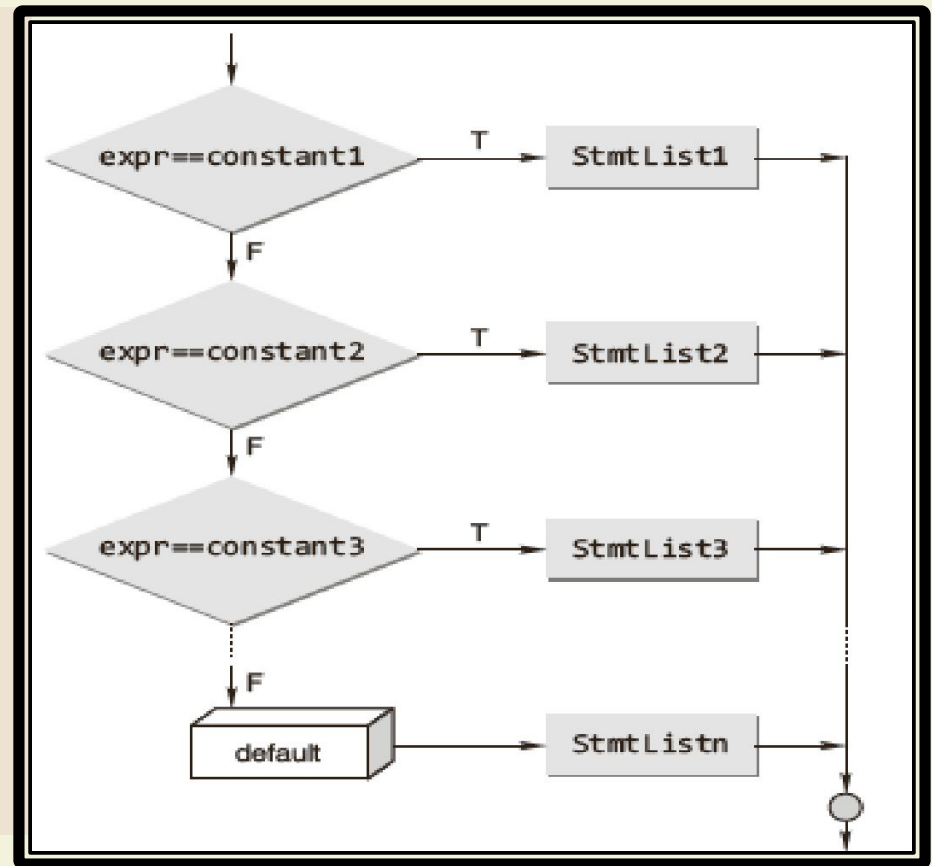 expr==constant1
T
StmtList1
F
expr==constant2
T
StmtList2
F
expr==constant3
T
StmtList3
F
default
StmtListn